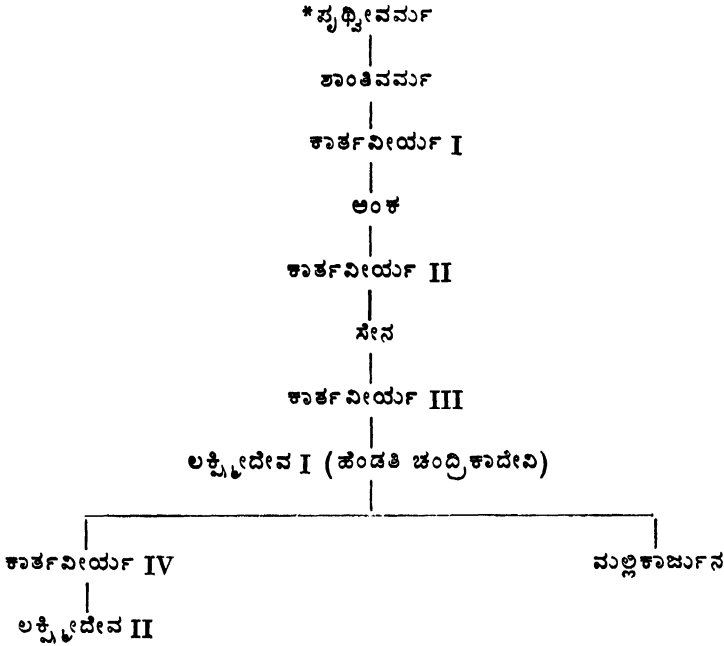 *ಪೃಥ್ವೀವರ್ಮ
ಶಾಂತಿವರ್ಮ
ಕಾರ್ತವೀರ್ಯ I
ಅಂಕ
ಕಾರ್ತವೀರ್ಯ II
ಸೇನ
ಕಾರ್ತವೀರ್ಯ III
ಲಕ್ಷ್ಮೀದೇವ I (ಹೆಂಡತಿ ಚಂದ್ರಿಕಾದೇವಿ)
ಕಾರ್ತವೀರ್ಯ IV ಮಲ್ಲಿಕಾರ್ಜುನ
ಲಕ್ಷ್ಮೀದೇವ II